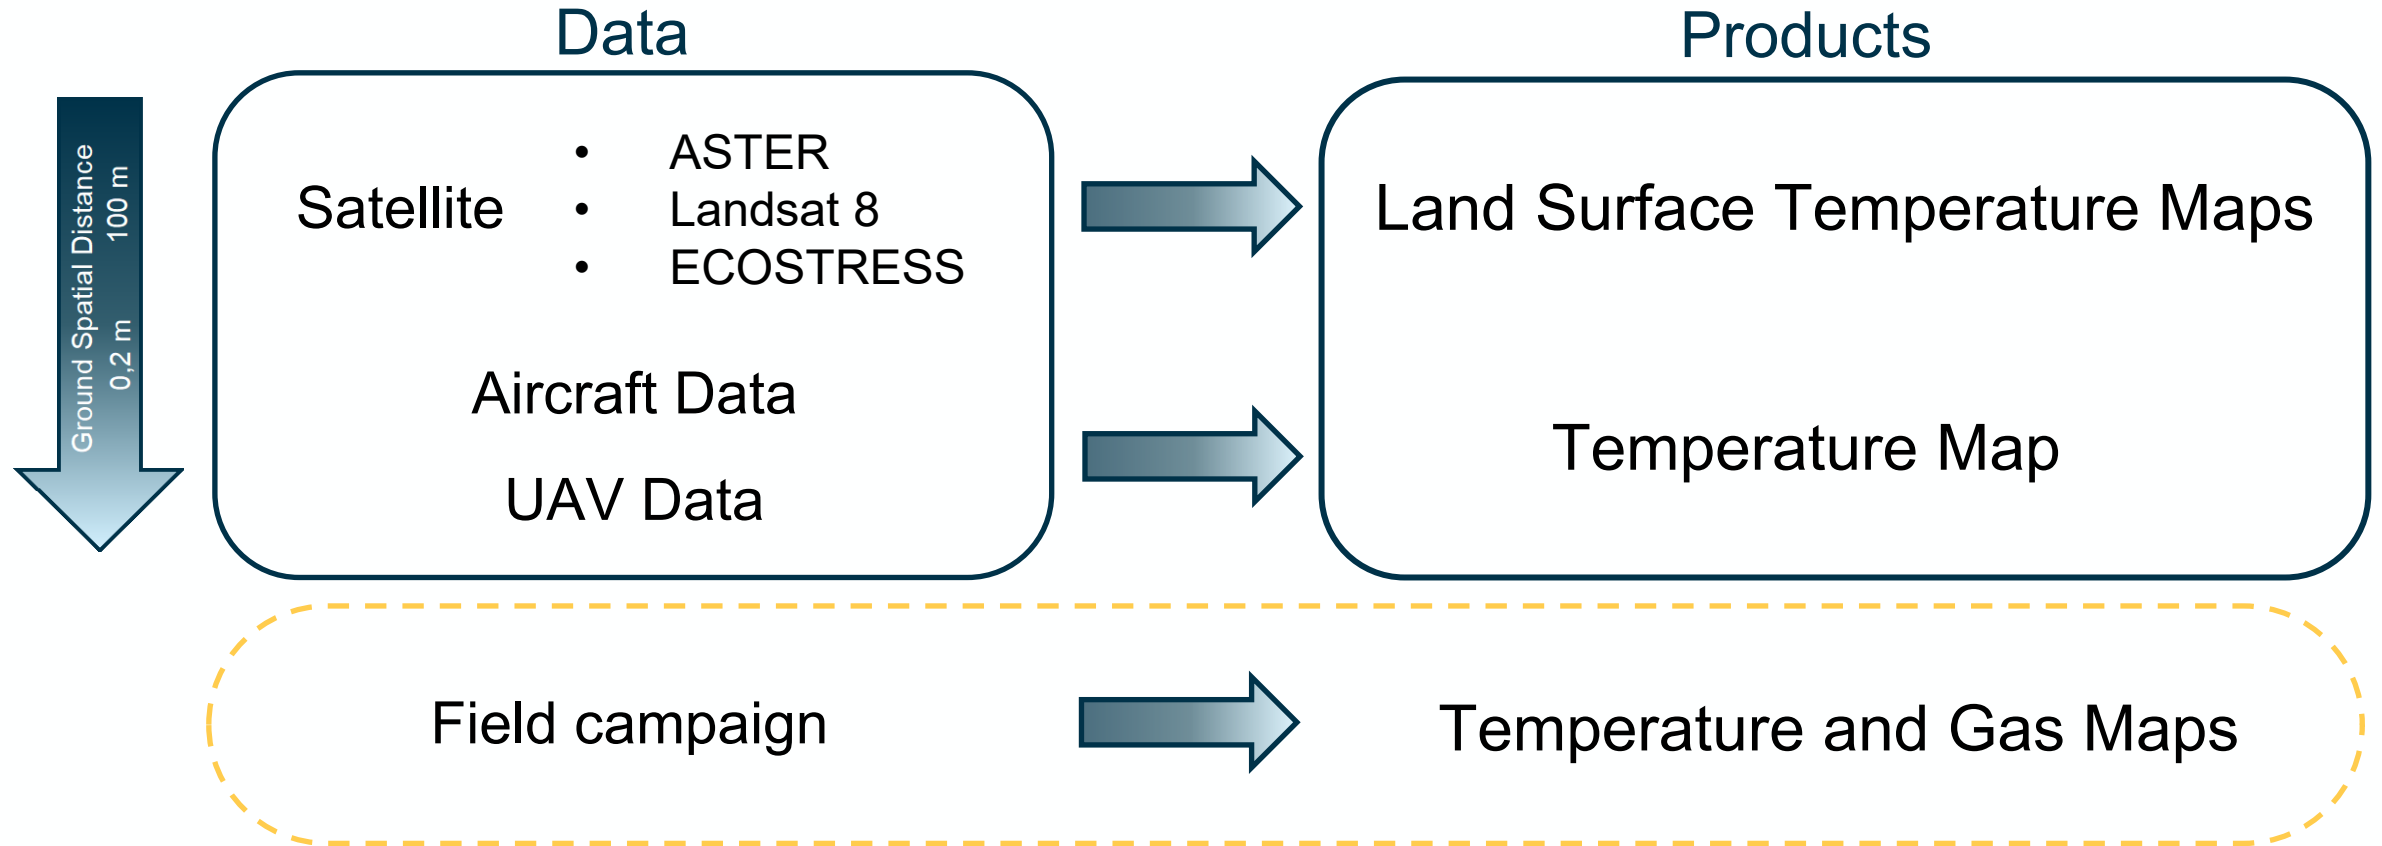 Data
Products
Ground Spatial Distance
0,2 m 100 m
Satellite
• ASTER
• Landsat 8
• ECOSTRESS
Land Surface Temperature Maps
Aircraft Data
UAV Data
Temperature Map
Field campaign
Temperature and Gas Maps